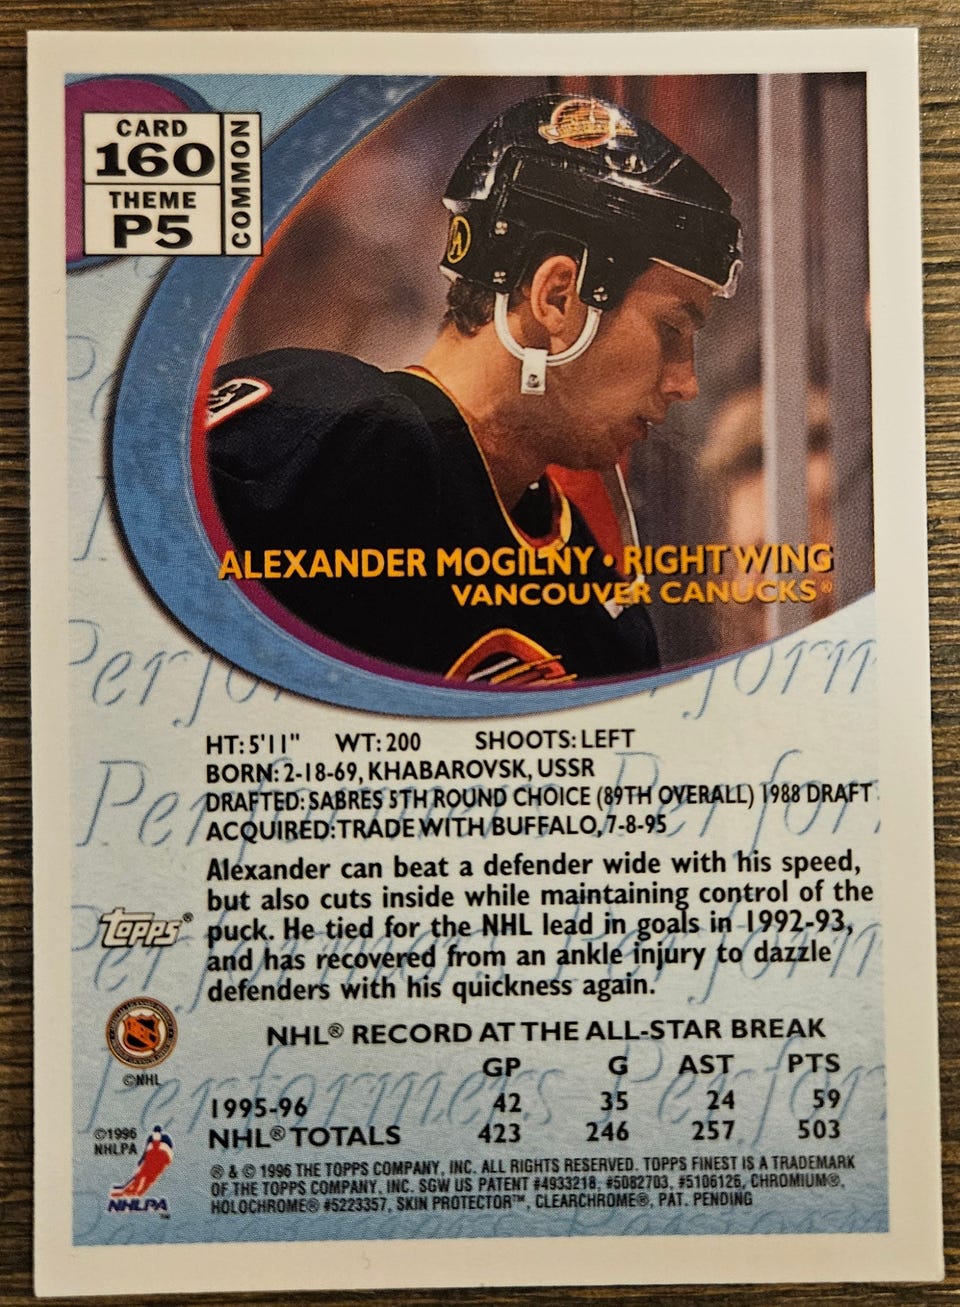 CARD
160
THEME
P5
COMMON
ALEXANDER MOGILNY • RIGHT WING
VANCOUVER CANUCKS®
HT: 5'11" WT: 200 SHOOTS: LEFT
BORN: 2-18-69, KHABAROVSK, USSR
DRAFTED: SABRES 5TH ROUND CHOICE (89TH OVERALL) 1988 DRAFT
ACQUIRED: TRADE WITH BUFFALO, 7-8-95
Alexander can beat a defender wide with his speed,
but also cuts inside while maintaining control of the
puck. He tied for the NHL lead in goals in 1992-93,
and has recovered from an ankle injury to dazzle
defenders with his quickness again.
Topps®
©NHL
©1996
NHLPA
NHLPA
™
NHL® RECORD AT THE ALL-STAR BREAK
GP G AST PTS
1995-96 42 35 24 59
NHL® TOTALS 423 246 257 503
® & © 1996 THE TOPPS COMPANY, INC. ALL RIGHTS RESERVED. TOPPS FINEST IS A TRADEMARK
OF THE TOPPS COMPANY, INC. SGW US PATENT #4933218, #5082703, #5106126, CHROMIUM®,
HOLOCHROME® #5223357, SKIN PROTECTOR™, CLEARCHROME®, PAT. PENDING